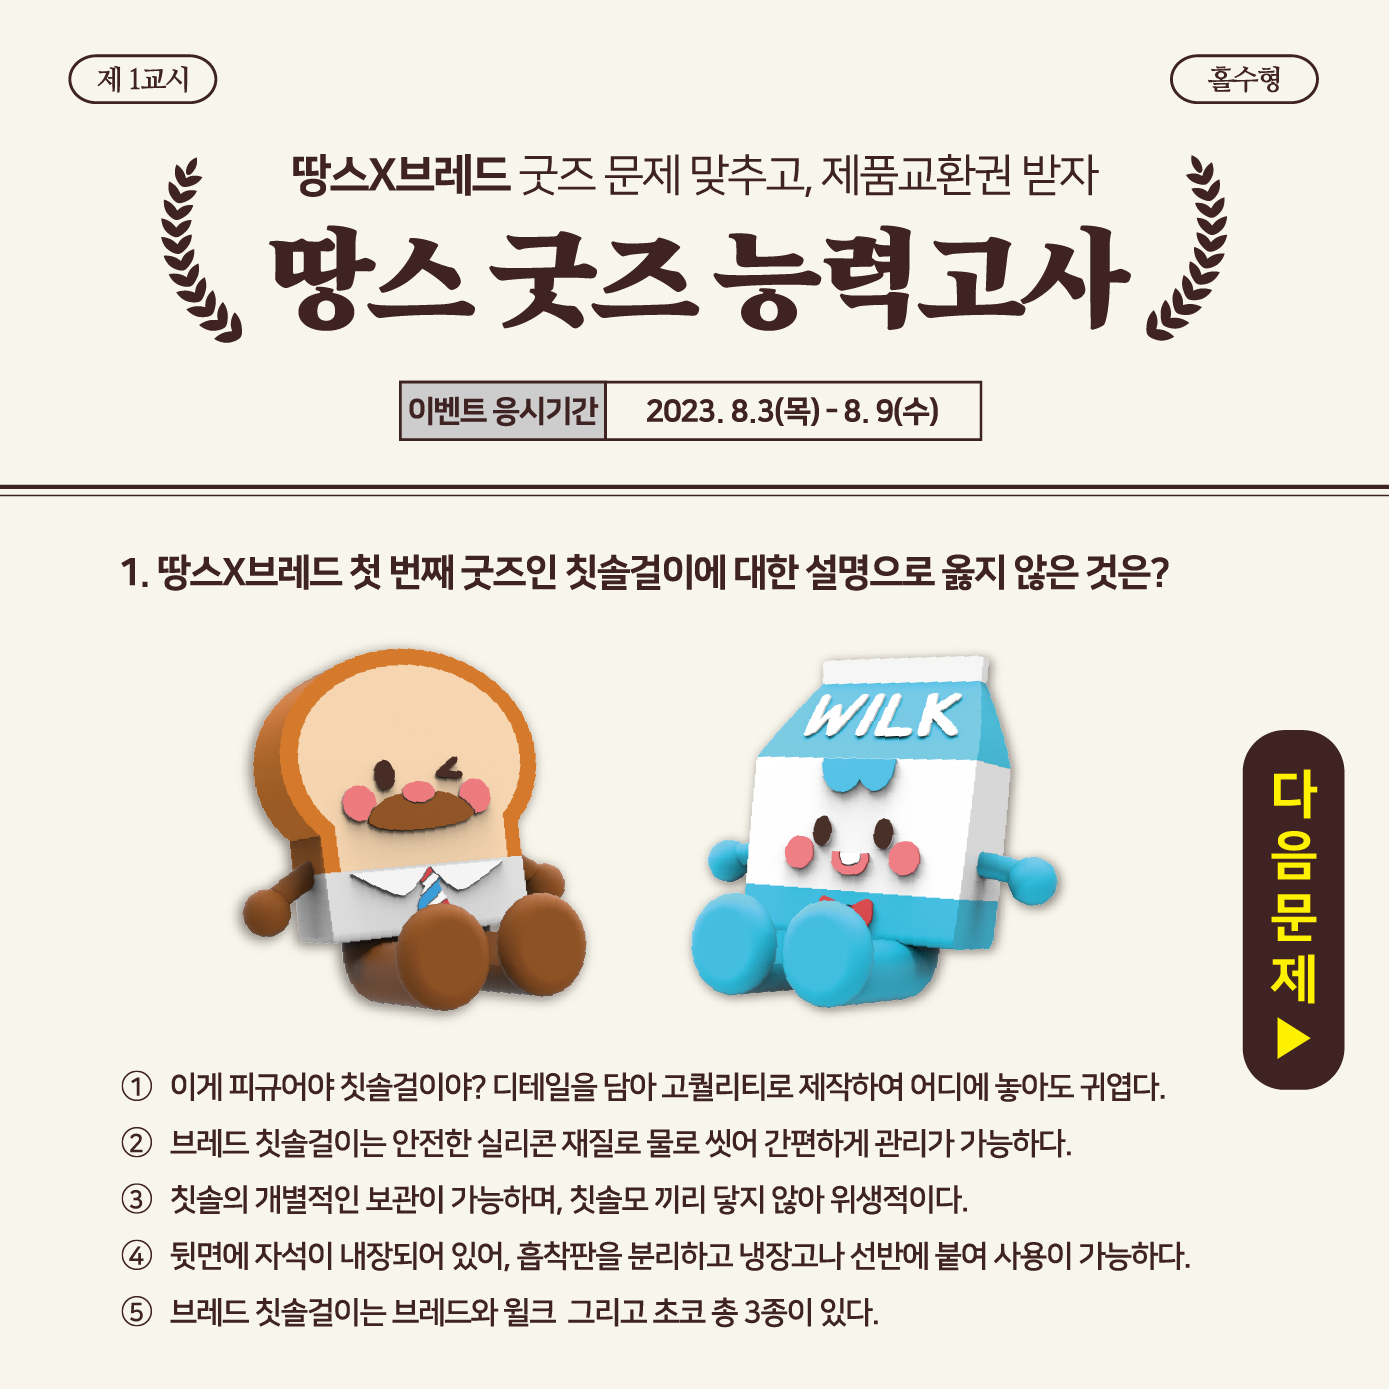 제 1교시
홀수형
땅스X브레드 굿즈 문제 맞추고, 제품교환권 받자
땅스 굿즈 능력고사
이벤트 응시기간
2023. 8.3(목) - 8. 9(수)
1. 땅스X브레드 첫 번째 굿즈인 칫솔걸이에 대한 설명으로 옳지 않은 것은?
WILK
다음문제▶
① 이게 피규어야 칫솔걸이야? 디테일을 담아 고퀄리티로 제작하여 어디에 놓아도 귀엽다.
② 브레드 칫솔걸이는 안전한 실리콘 재질로 물로 씻어 간편하게 관리가 가능하다.
③ 칫솔의 개별적인 보관이 가능하며, 칫솔모 끼리 닿지 않아 위생적이다.
④ 뒷면에 자석이 내장되어 있어, 흡착판을 분리하고 냉장고나 선반에 붙여 사용이 가능하다.
⑤ 브레드 칫솔걸이는 브레드와 윌크 그리고 초코 총 3종이 있다.